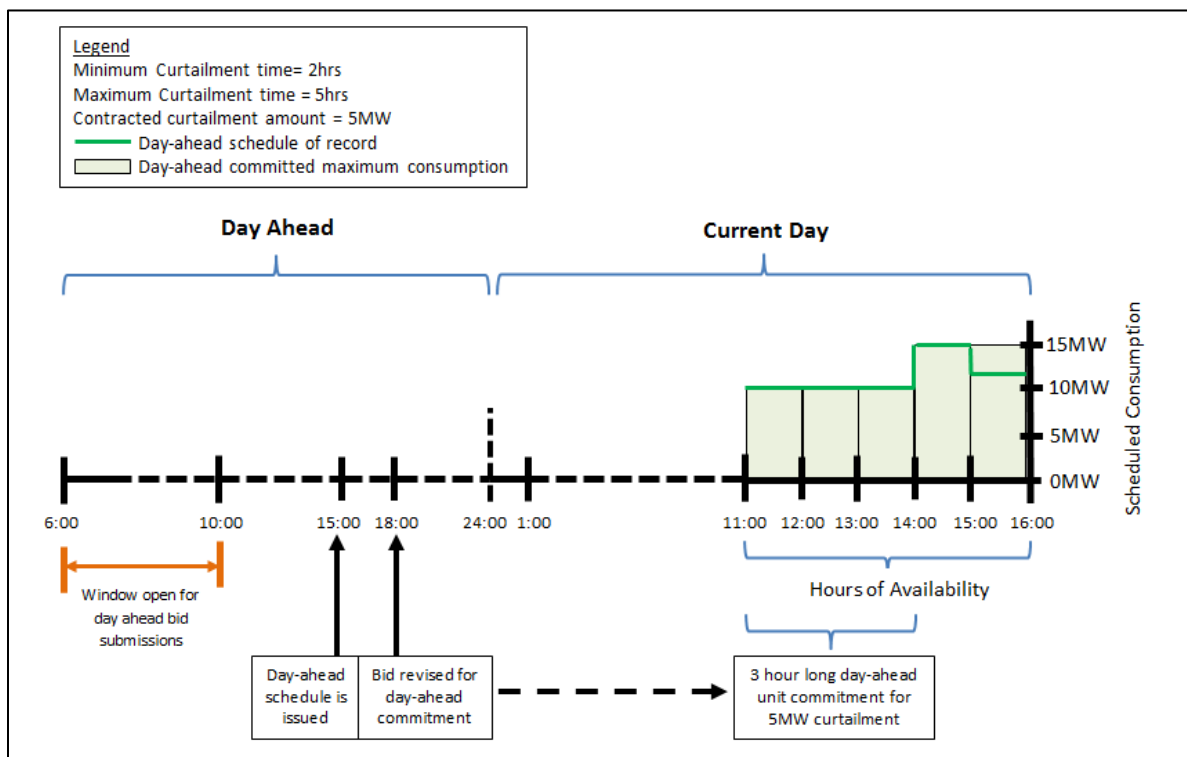 Legend
Minimum Curtailment time= 2hrs
Maximum Curtailment time = 5hrs
Contracted curtailment amount = 5MW
Day-ahead schedule of record
Day-ahead committed maximum consumption
Day Ahead
Current Day
15MW
10MW
5MW
0MW
Scheduled Consumption
6:00
10:00
15:00
18:00
24:00
1:00
11:00
12:00
13:00
14:00
15:00
16:00
Window open for
day ahead bid
submissions
Hours of Availability
Day-ahead
schedule is
issued
Bid revised for
day-ahead
commitment
3 hour long day-ahead
unit commitment for
5MW curtailment